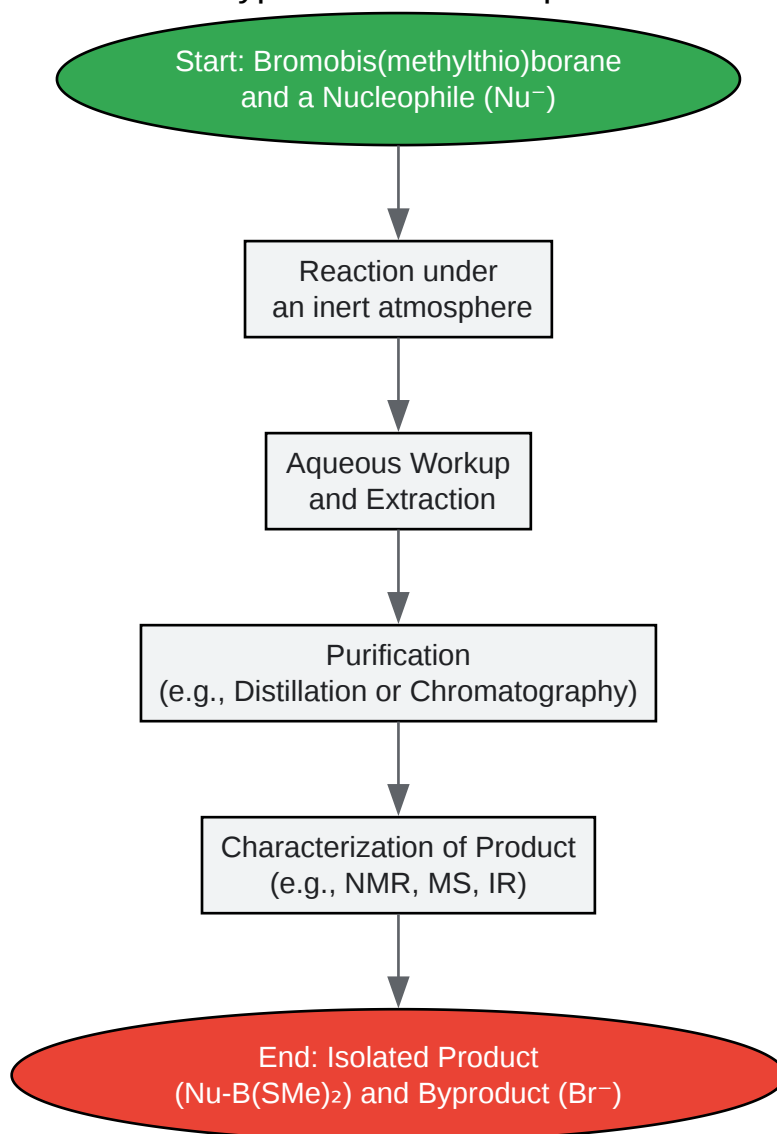 Start: Bromobis(methylthio)borane
and a Nucleophile (Nu⁻)
Reaction under
an inert atmosphere
Aqueous Workup
and Extraction
Purification
(e.g., Distillation or Chromatography)
Characterization of Product
(e.g., NMR, MS, IR)
End: Isolated Product
(Nu-B(SMe)₂) and Byproduct (Br⁻)